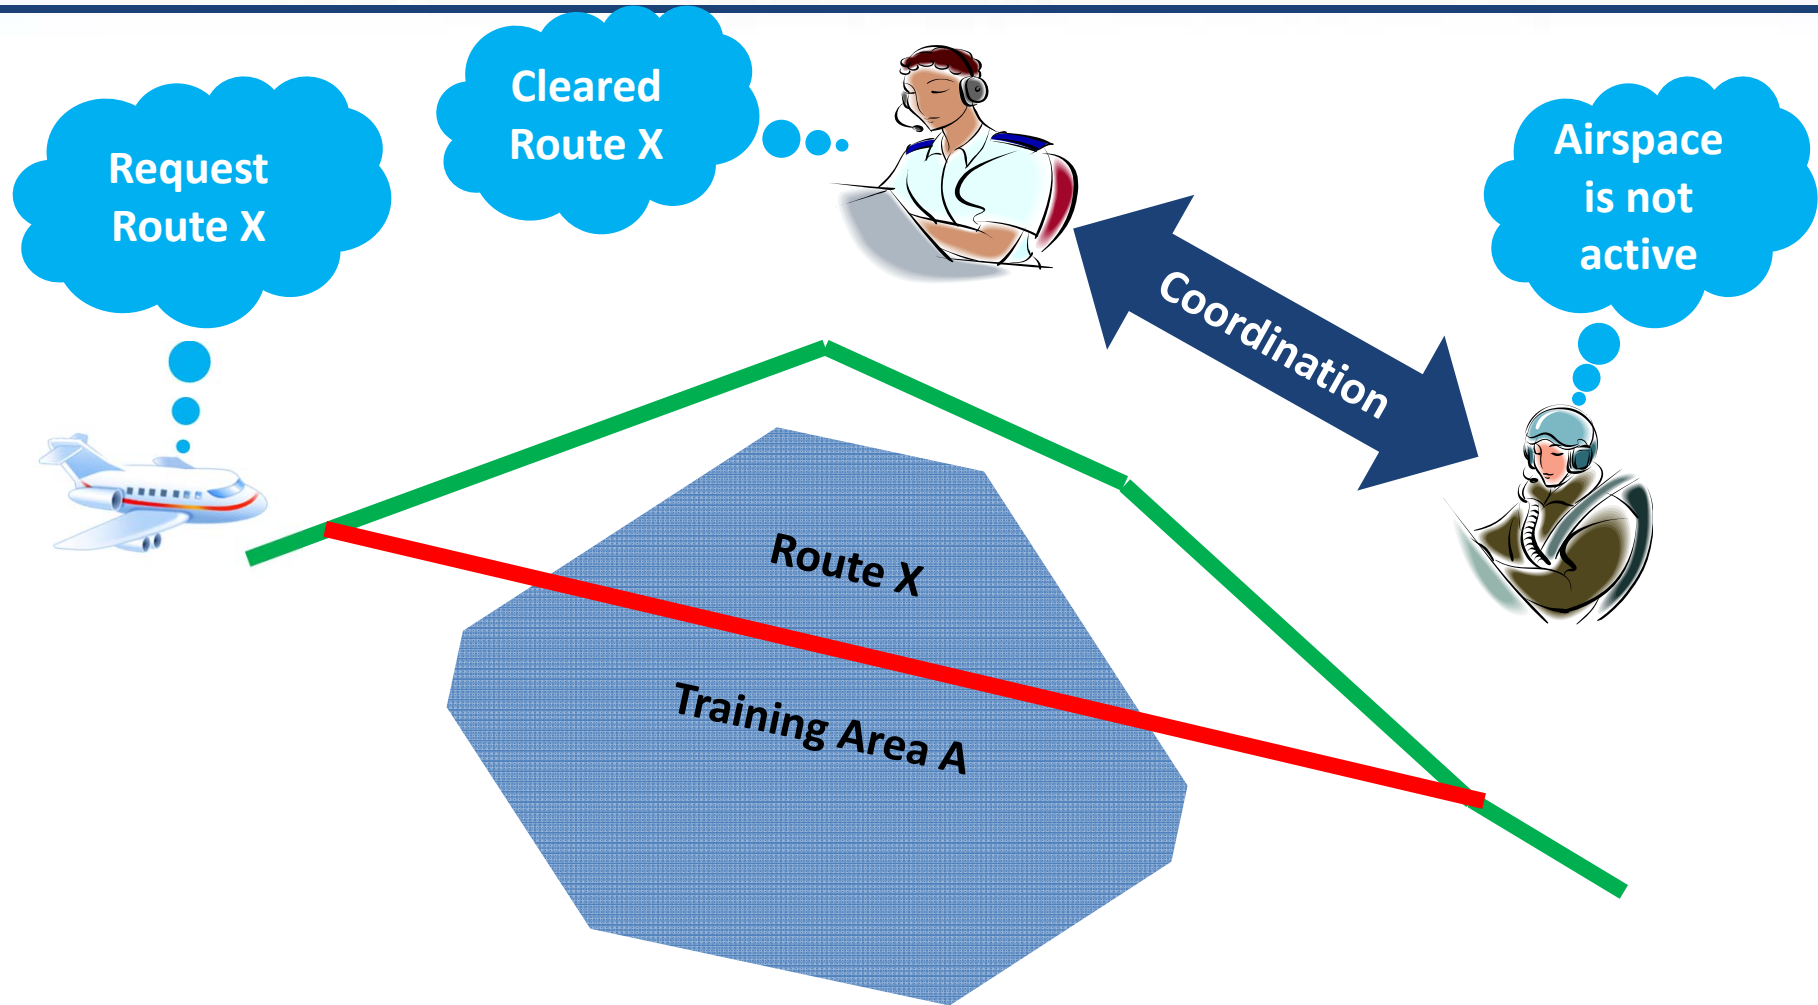 Request
Route X
Cleared
Route X
Airspace
is not
active
Coordination
Route X
Training Area A